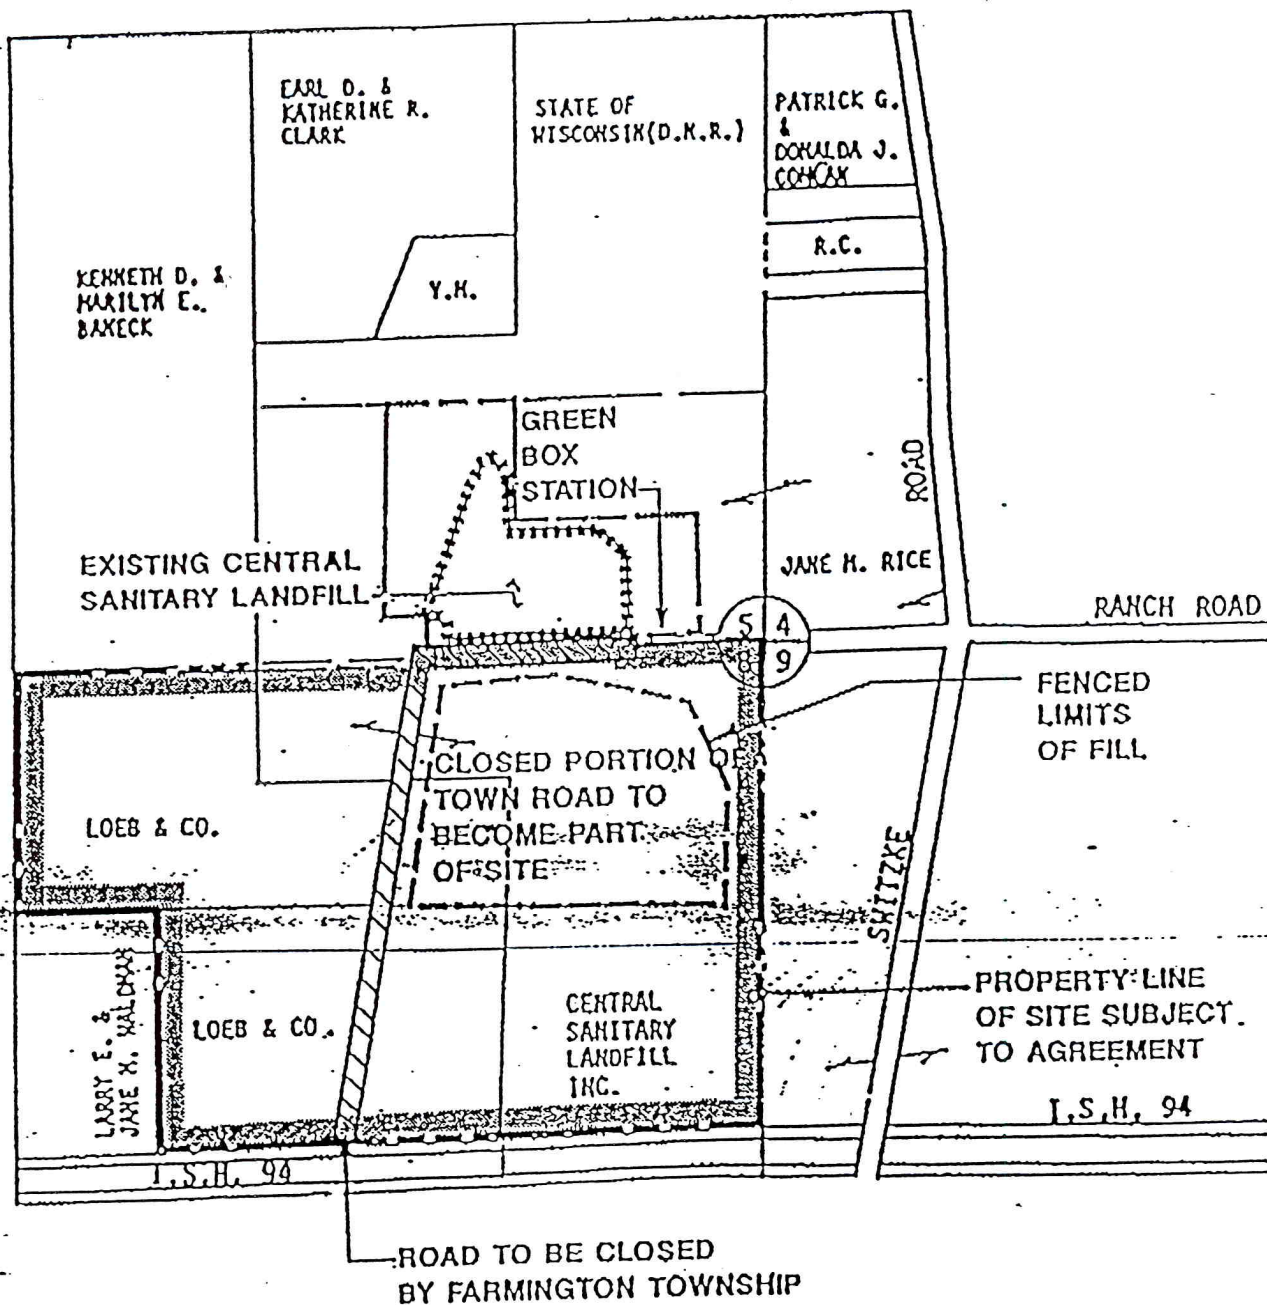 EARL D. &
KATHERINE R.
CLARK
STATE OF
WISCONSIN (D.N.R.)
PATRICK G.
&
DONALDA J.
R.C.
KENNETH D. &
MARILYN E.
Y.H.
GREEN
BOX
STATION
ROAD
EXISTING CENTRAL
SANITARY LANDFILL
JANE M. RICE
5 4
9
RANCH ROAD
FENCED
LIMITS
OF FILL
CLOSED PORTION OF
TOWN ROAD TO
BECOME PART
OF SITE
LOEB & CO.
LARRY E. &
JANE
LOEB & CO.
CENTRAL
SANITARY
LANDFILL
INC.
PROPERTY LINE
OF SITE SUBJECT
TO AGREEMENT
I.S.H. 94
I.S.H. 94
ROAD TO BE CLOSED
BY FARMINGTON TOWNSHIP